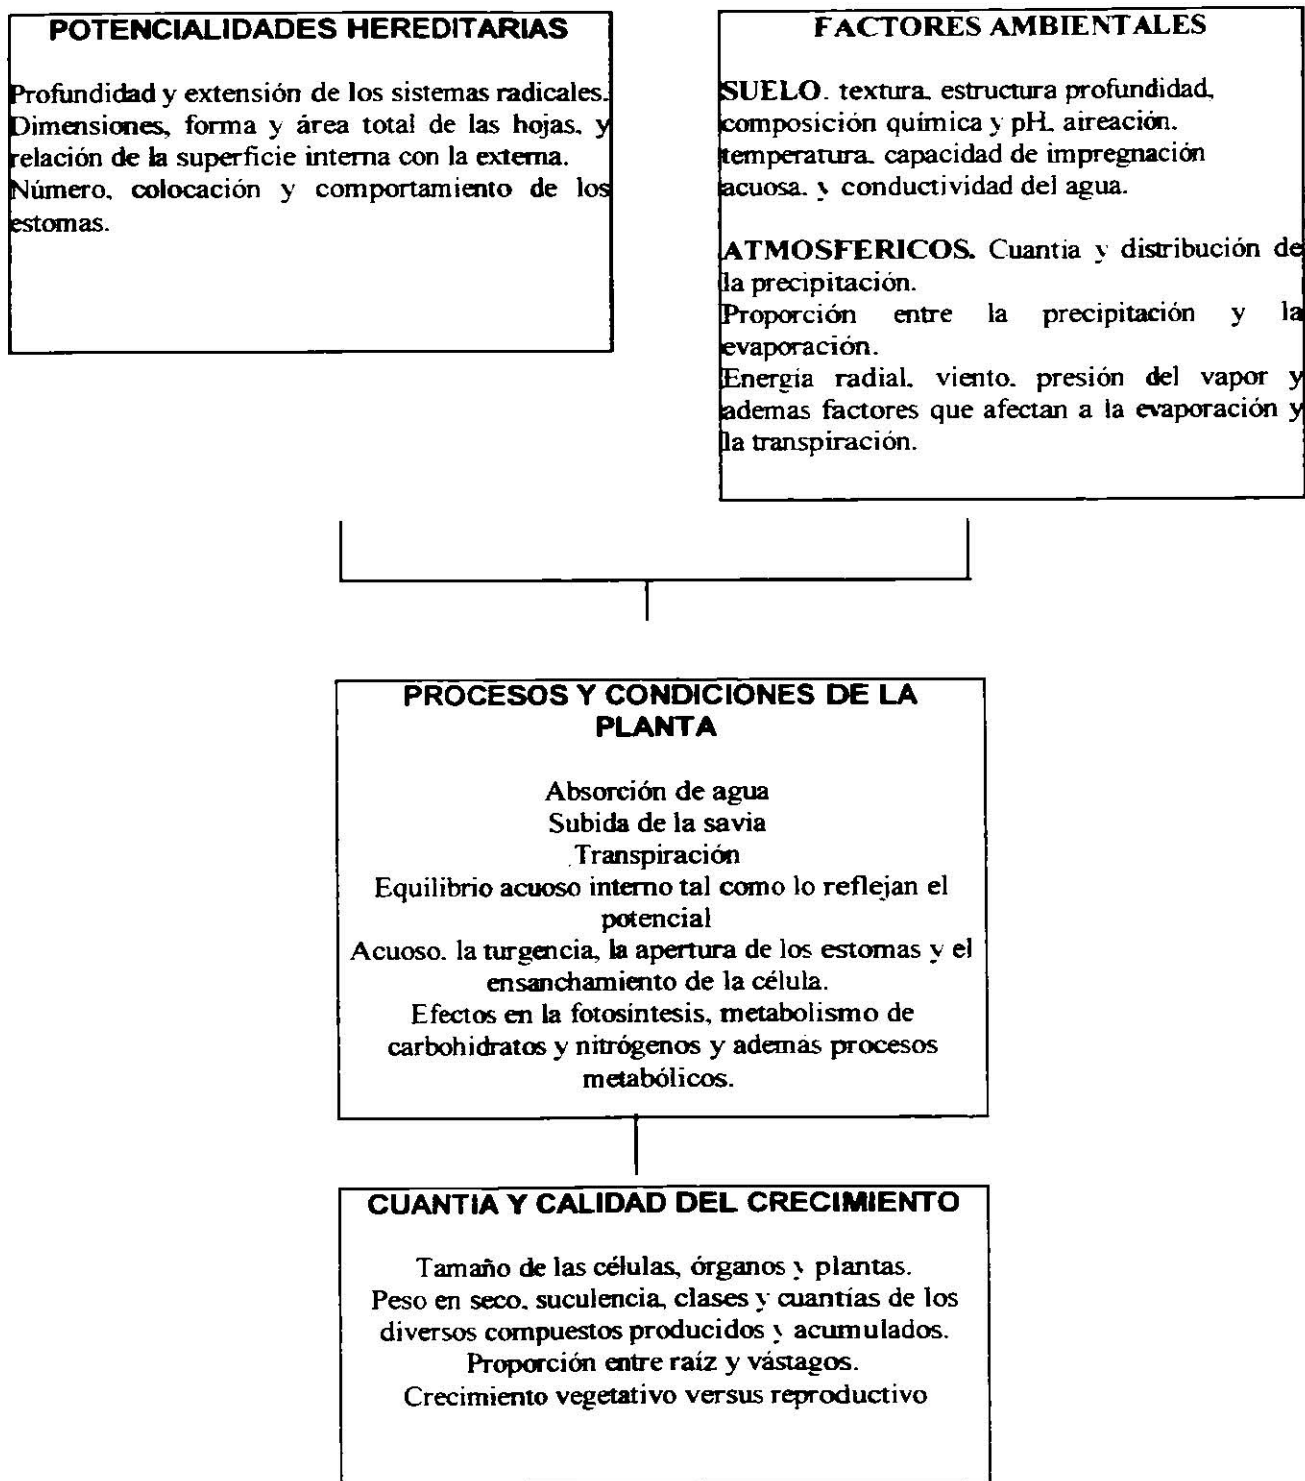 POTENCIALIDADES HEREDITARIAS
Profundidad y extensión de los sistemas radicales.
Dimensiones, forma y área total de las hojas. y
relación de la superficie interna con la externa.
Número. colocación y comportamiento de los
estomas.
FACTORES AMBIENTALES
SUELO. textura. estructura profundidad,
composición química y pH. aireación.
temperatura. capacidad de impregnación
acuosa. y conductividad del agua.
ATMOSFERICOS. Cuantia y distribución de
la precipitación.
Proporción entre la precipitación y la
evaporación.
Energía radial. viento. presión del vapor y
ademas factores que afectan a la evaporación y
la transpiración.
PROCESOS Y CONDICIONES DE LA
PLANTA
Absorción de agua
Subida de la savia
Transpiración
Equilibrio acuoso interno tal como lo reflejan el
potencial
Acuoso. la turgencia, la apertura de los estomas y el
ensanchamiento de la célula.
Efectos en la fotosíntesis, metabolismo de
carbohidratos y nitrógenos y además procesos
metabólicos.
CUANTIA Y CALIDAD DEL CRECIMIENTO
Tamaño de las células, órganos y plantas.
Peso en seco. suculencia, clases y cuantías de los
diversos compuestos producidos y acumulados.
Proporción entre raíz y vástagos.
Crecimiento vegetativo versus reproductivo